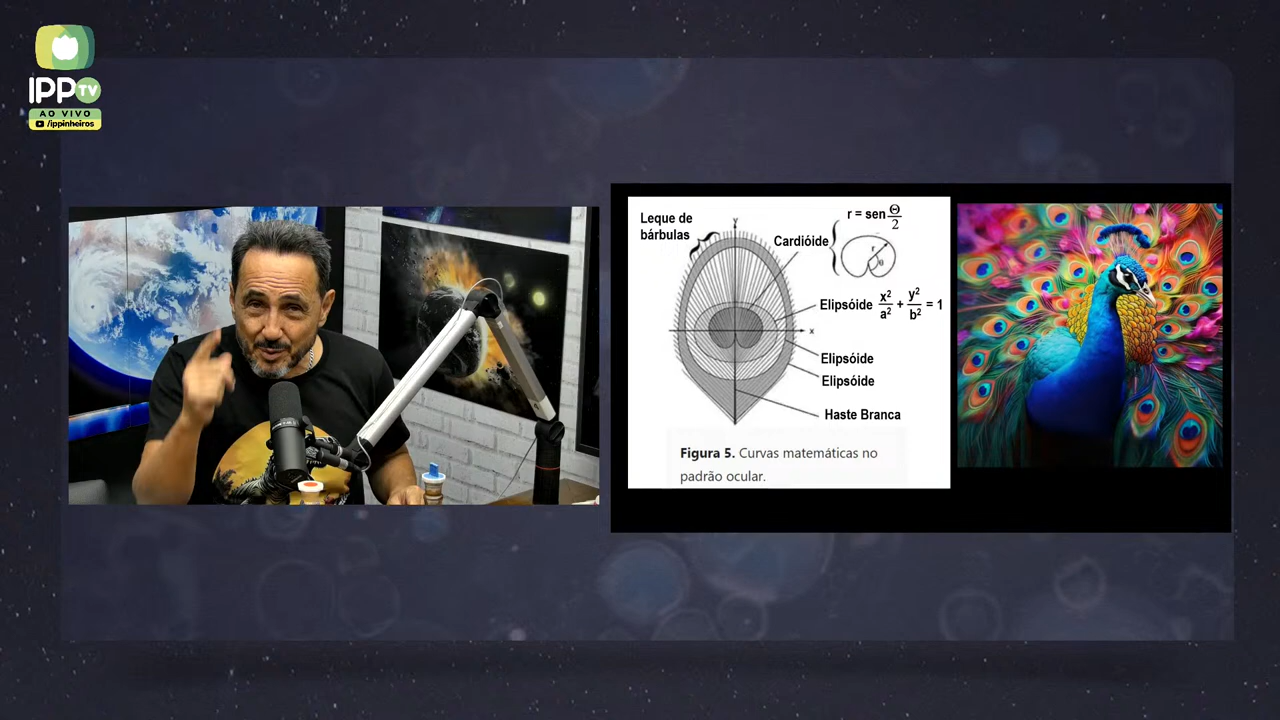 IPP TV
AO VIVO
/ippinheiros
Leque de
bárbulas
y
Cardióide
r = sen Θ/2
r
θ
Elipsóide x²/a² + y²/b² = 1
x
Elipsóide
Elipsóide
Haste Branca
Figura 5. Curvas matemáticas no
padrão ocular.